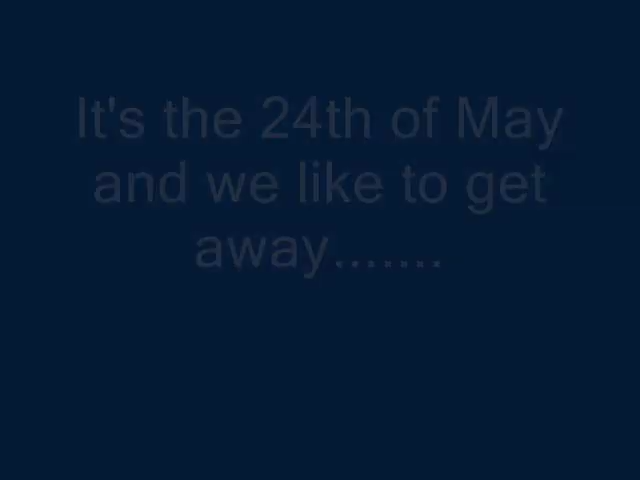 It's the 24th of May
and we like to get
away.......